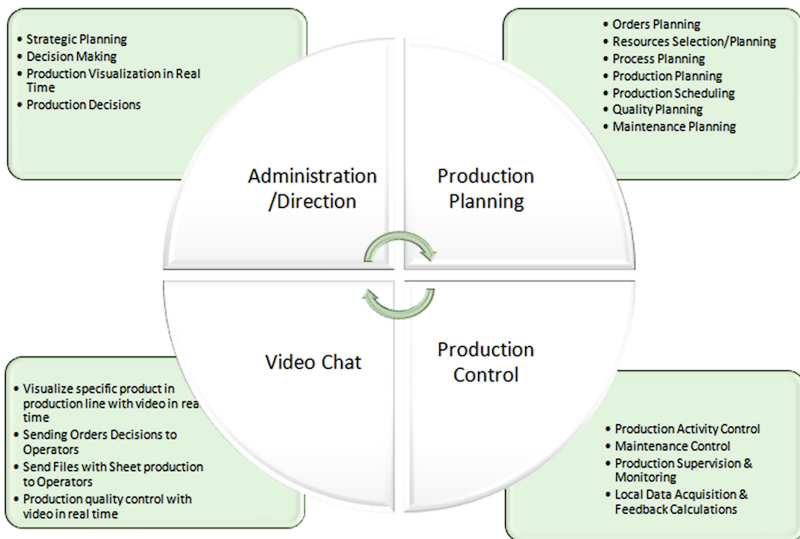 • Strategic Planning
• Decision Making
• Production Visualization in Real
Time
• Production Decisions
• Orders Planning
• Resources Selection/Planning
• Process Planning
• Production Planning
• Production Scheduling
• Quality Planning
• Maintenance Planning
Administration
/Direction
Production
Planning
Video Chat
Production
Control
• Visualize specific product in
production line with video in real
time
• Sending Orders Decisions to
Operators
• Send Files with Sheet production
to Operators
• Production quality control with
video in real time
• Production Activity Control
• Maintenance Control
• Production Supervision &
Monitoring
• Local Data Acquisition &
Feedback Calculations